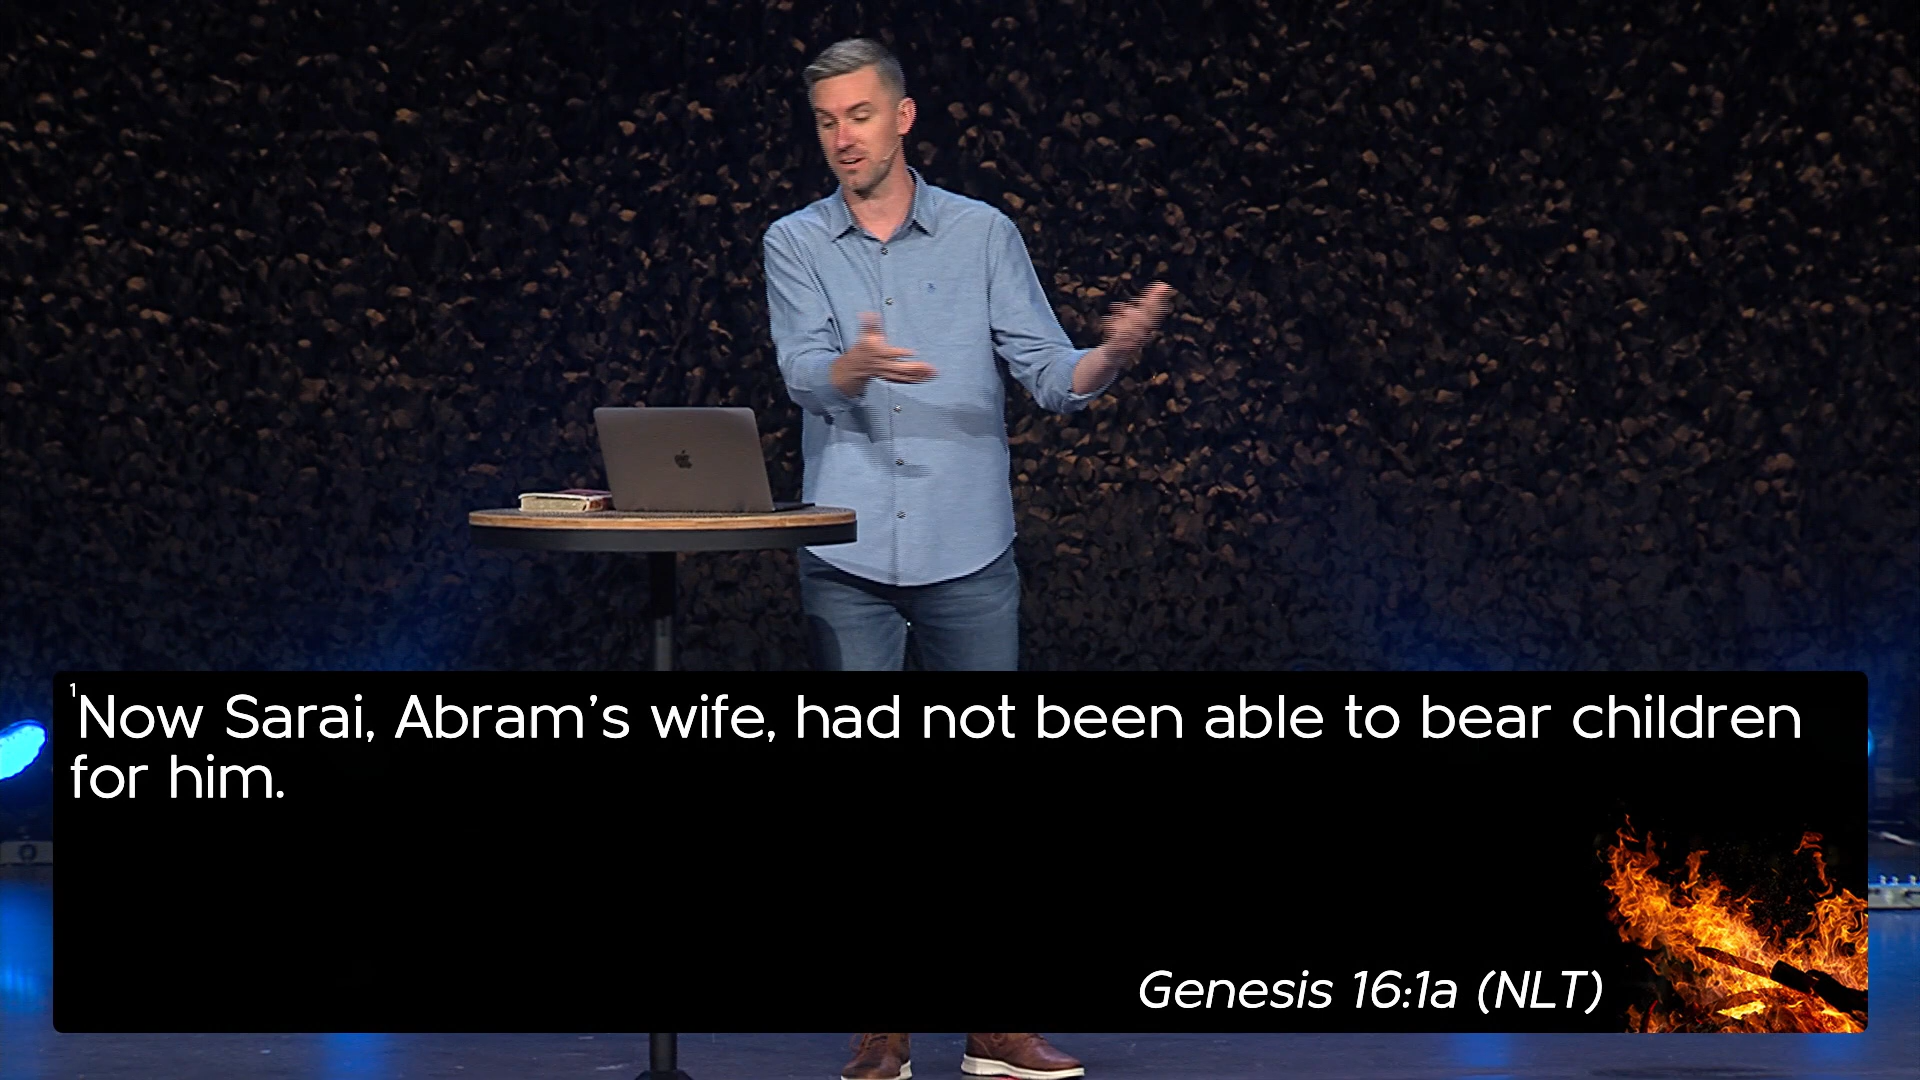 ¹Now Sarai, Abram’s wife, had not been able to bear children
for him.
Genesis 16:1a (NLT)